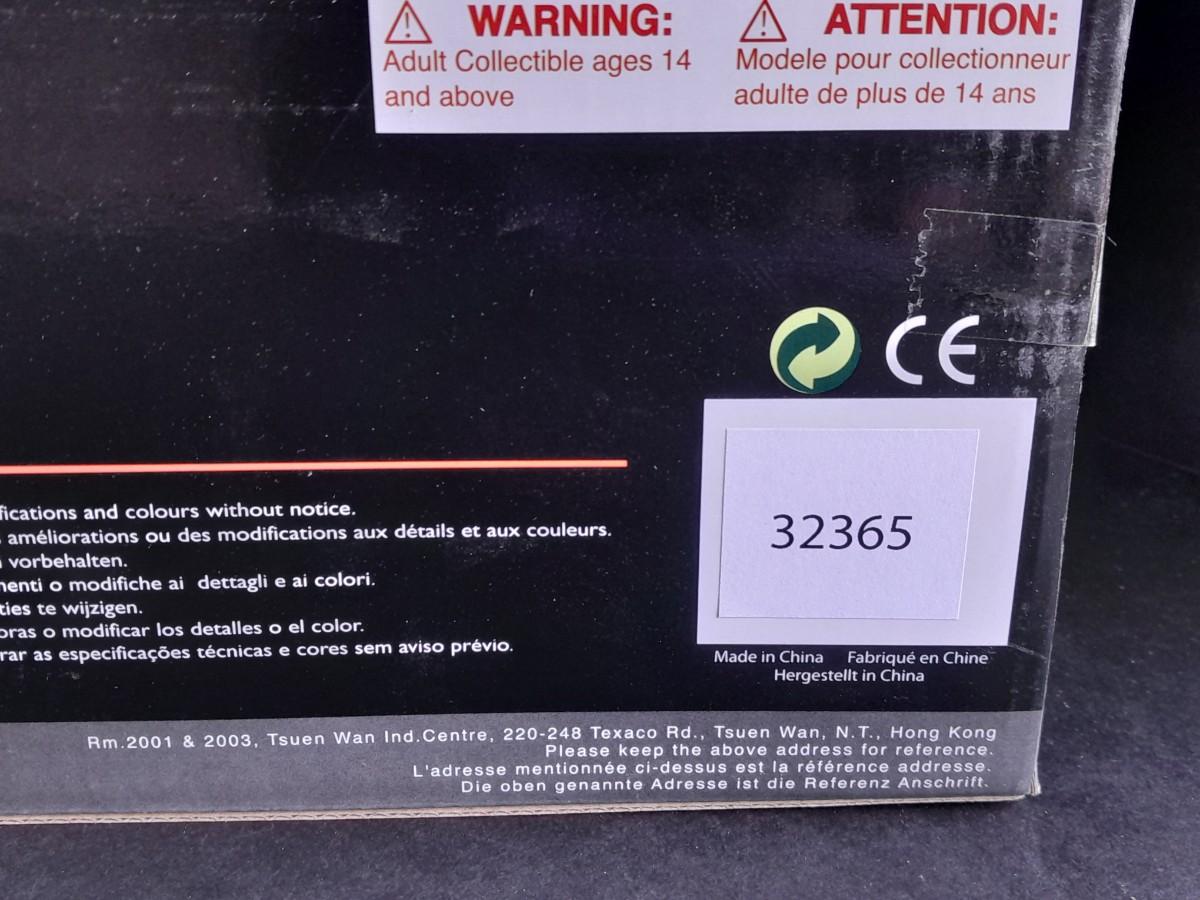 WARNING:
Adult Collectible ages 14
and above
ATTENTION:
Modele pour collectionneur
adulte de plus de 14 ans
CE
32365
Made in China Fabriqué en Chine
Hergestellt in China
fications and colours without notice.
améliorations ou des modifications aux détails et aux couleurs.
vorbehalten.
menti o modifiche ai dettagli e ai colori.
ties te wijzigen.
oras o modificar los detalles o el color.
rar as especificações técnicas e cores sem aviso prévio.
Rm.2001 & 2003, Tsuen Wan Ind.Centre, 220-248 Texaco Rd., Tsuen Wan, N.T., Hong Kong
Please keep the above address for reference.
L'adresse mentionnée ci-dessus est la référence addresse.
Die oben genannte Adresse ist die Referenz Anschrift.